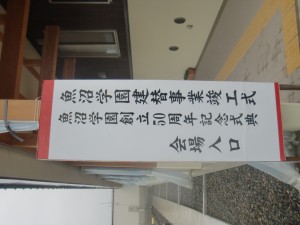 魚沼学園建替事業竣工式
魚沼学園創立50周年記念式典
会場入口